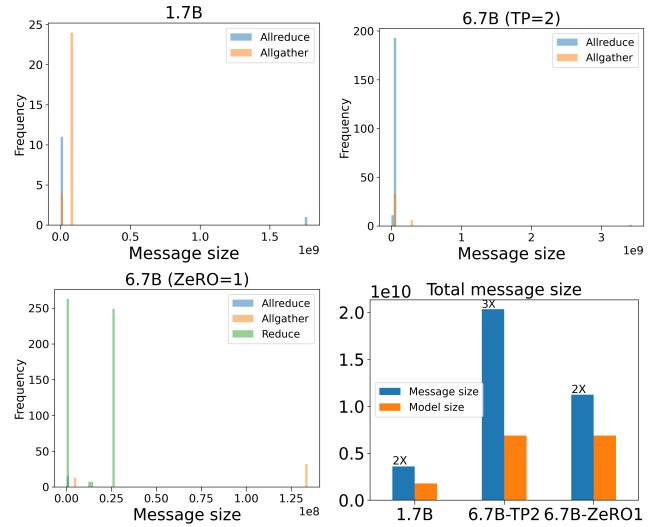 1.7B
25
20
15
10
5
0
Frequency
Allreduce
Allgather
0.0
0.5
1.0
1.5
1e9
Message size
6.7B (TP=2)
200
150
100
50
0
Frequency
Allreduce
Allgather
0
1
2
3
1e9
Message size
6.7B (ZeRO=1)
250
200
150
100
50
0
Frequency
Allreduce
Allgather
Reduce
0.00
0.25
0.50
0.75
1.00
1.25
1e8
Message size
Total message size
1e10
2.0
1.5
1.0
0.5
0.0
3X
2X
2X
Message size
Model size
1.7B
6.7B-TP2
6.7B-ZeRO1